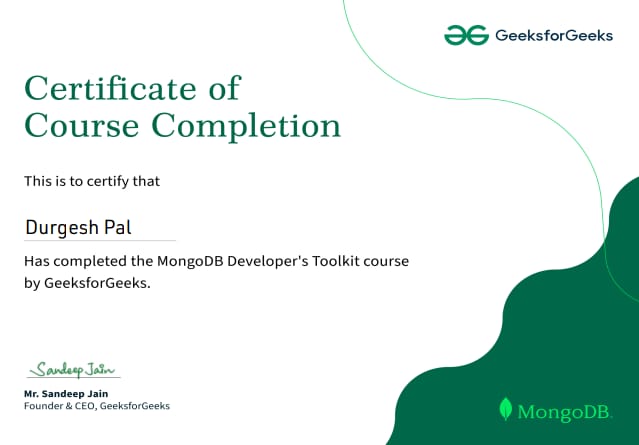 GeeksforGeeks
Certificate of
Course Completion
This is to certify that
Durgesh Pal
Has completed the MongoDB Developer's Toolkit course
by GeeksforGeeks.
Sandeep Jain
Mr. Sandeep Jain
Founder & CEO, GeeksforGeeks
MongoDB.